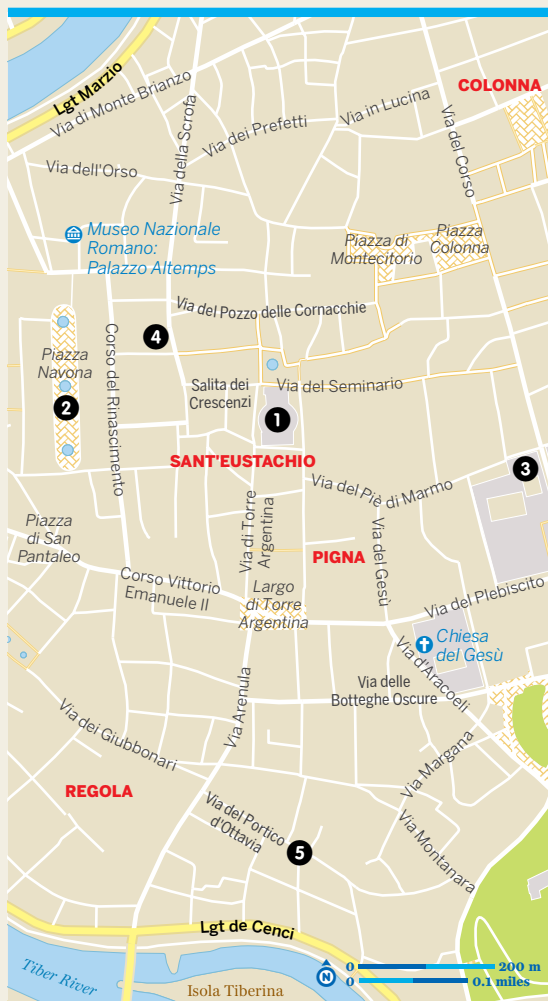 Lgt Marzio
Via di Monte Brianzo
COLONNA
Via della Scrofa
Via dei Prefetti
Via in Lucina
Via del Corso
Via dell'Orso
Museo Nazionale
Romano:
Palazzo Altemps
Piazza di
Montecitorio
Piazza
Colonna
Via del Pozzo delle Cornacchie
4
Piazza
Navona
2
Corso del Rinascimento
Salita dei
Crescenzi
Via del Seminario
1
SANT'EUSTACHIO
3
Via del Piè di Marmo
Via di Torre
Argentina
Piazza
di San
Pantaleo
PIGNA
Via del Gesù
Corso Vittorio
Emanuele II
Largo
di Torre
Argentina
Via del Plebiscito
Chiesa
del Gesù
Via d'Aracoeli
Via delle
Botteghe Oscure
Via Arenula
Via dei Giubbonari
Via Margana
REGOLA
Via del Portico
d'Ottavia
5
Via Montanara
Lgt de Cenci
Tiber River
Isola Tiberina
N
0 200 m
0 0.1 miles